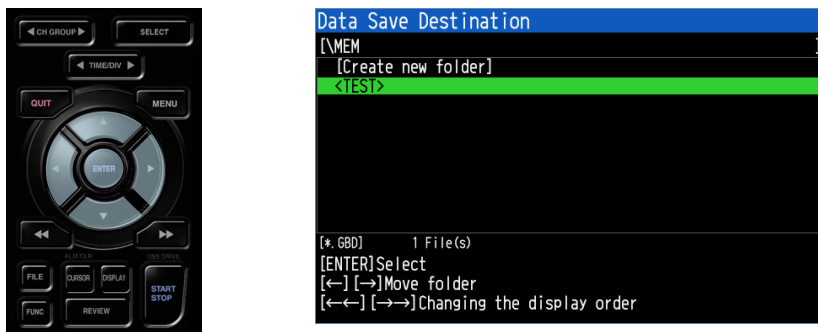 ◀ CH GROUP ▶
SELECT
◀ TIME/DIV ▶
QUIT
MENU
ENTER
ALM CLR
USB DRIVE
FILE
CURSOR
DISPLAY
START
STOP
FUNC
REVIEW
Data Save Destination
[\MEM ]
[Create new folder]
<TEST>
[*.GBD] 1 File(s)
[ENTER]Select
[←][→]Move folder
[←←][→→]Changing the display order